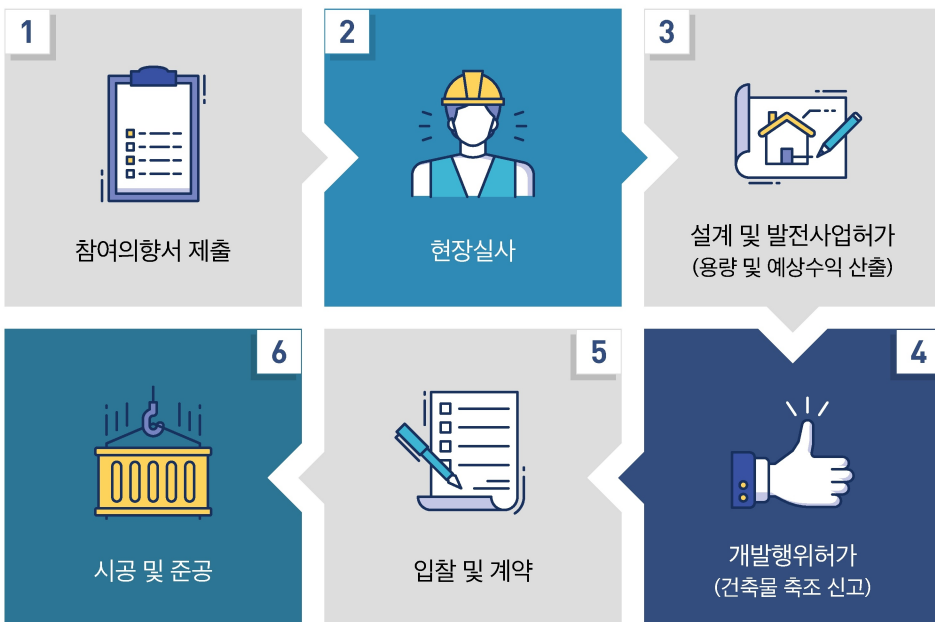 1
참여의향서 제출
2
현장실사
3
설계 및 발전사업허가
(용량 및 예상수익 산출)
4
개발행위허가
(건축물 축조 신고)
5
입찰 및 계약
6
시공 및 준공